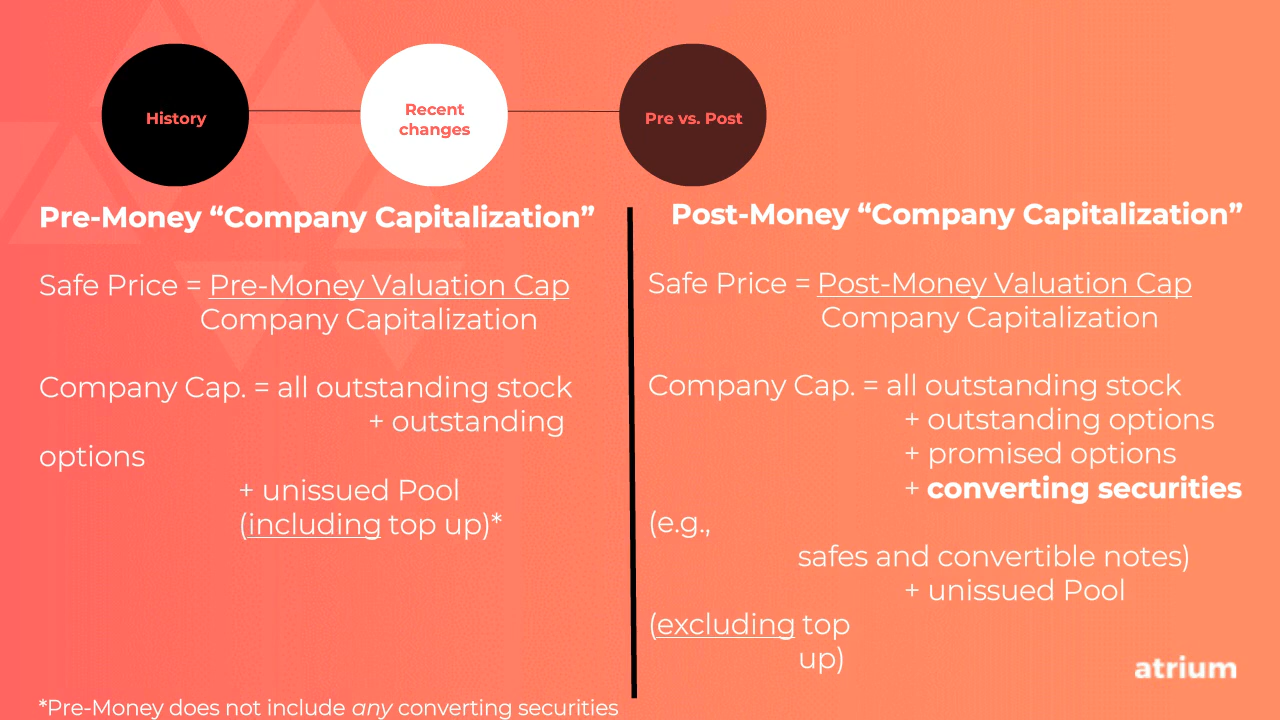 History
Recent
changes
Pre vs. Post
Pre-Money “Company Capitalization”
Safe Price = Pre-Money Valuation Cap
Company Capitalization
Company Cap. = all outstanding stock
+ outstanding
options
+ unissued Pool
(including top up)*
*Pre-Money does not include any converting securities
Post-Money “Company Capitalization”
Safe Price = Post-Money Valuation Cap
Company Capitalization
Company Cap. = all outstanding stock
+ outstanding options
+ promised options
+ converting securities
(e.g.,
safes and convertible notes)
+ unissued Pool
(excluding top
up)
atrium